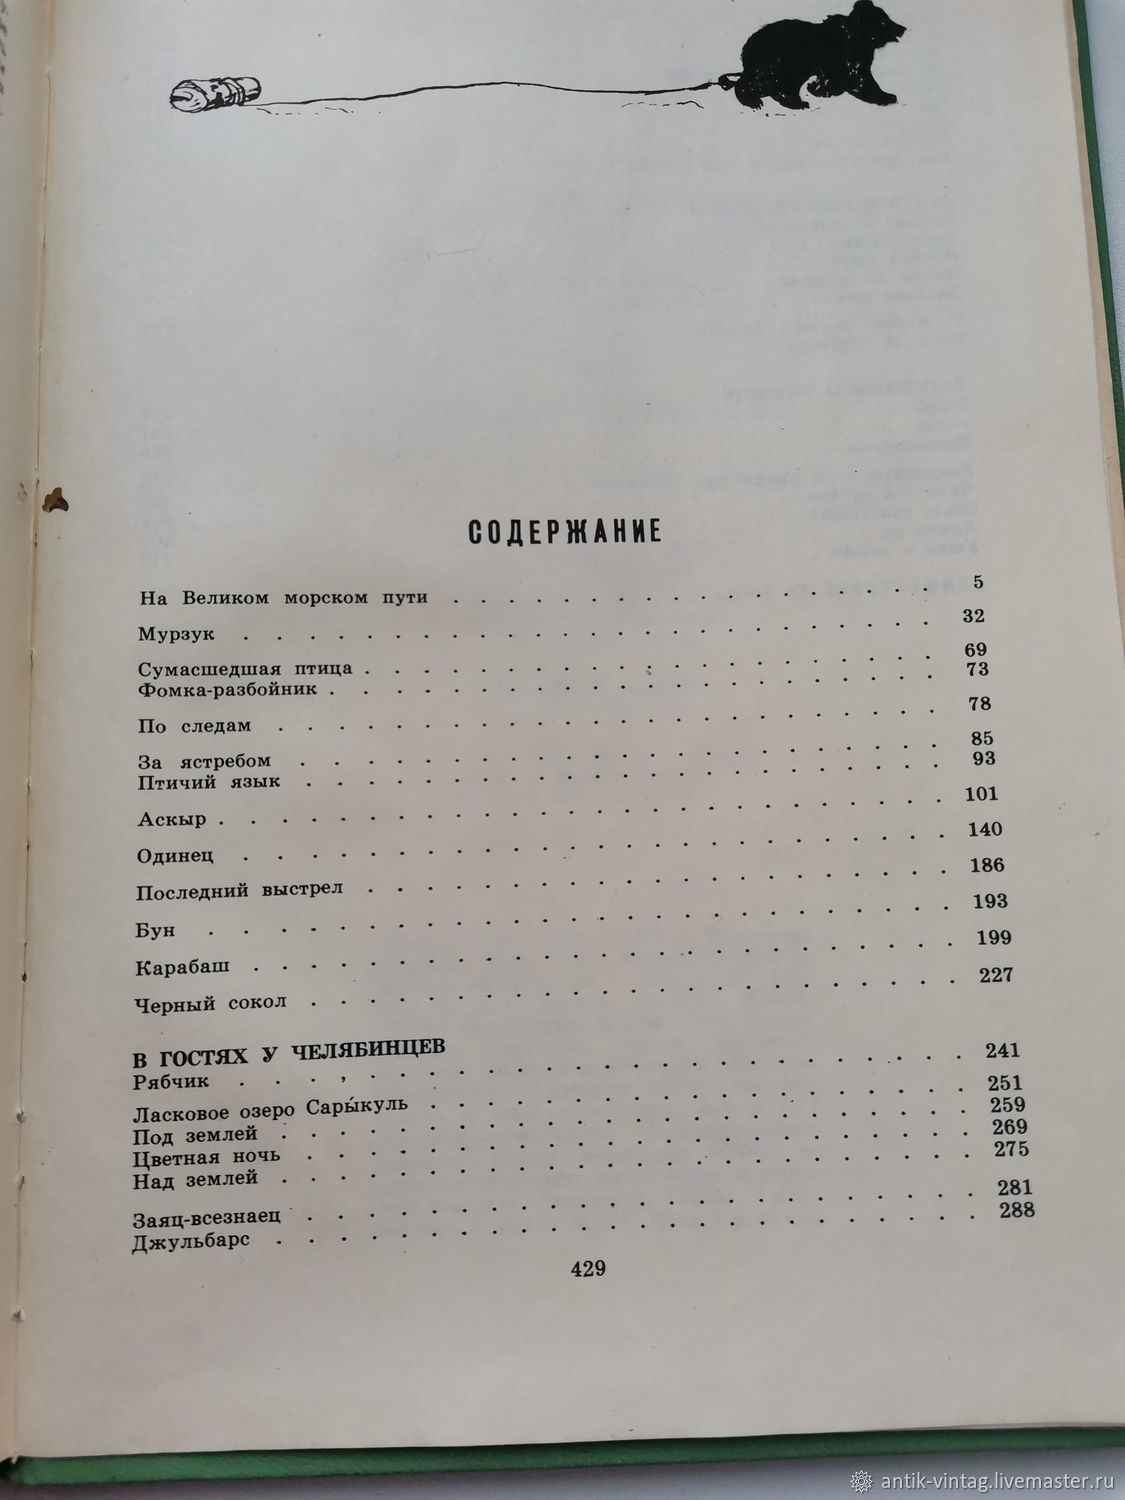 СОДЕРЖАНИЕ
На Великом морском пути . . . . . . . . . . . . . . . . 5
Мурзук . . . . . . . . . . . . . . . . . . . . . . . 32
Сумасшедшая птица . . . . . . . . . . . . . . . . . . . 69
Фомка-разбойник . . . . . . . . . . . . . . . . . . . . 73
По следам . . . . . . . . . . . . . . . . . . . . . . 78
За ястребом . . . . . . . . . . . . . . . . . . . . . 85
Птичий язык . . . . . . . . . . . . . . . . . . . . . 93
Аскыр . . . . . . . . . . . . . . . . . . . . . . . . 101
Одинец . . . . . . . . . . . . . . . . . . . . . . . 140
Последний выстрел . . . . . . . . . . . . . . . . . . . 186
Бун . . . . . . . . . . . . . . . . . . . . . . . . 193
Карабаш . . . . . . . . . . . . . . . . . . . . . . . 199
Черный сокол . . . . . . . . . . . . . . . . . . . . . 227
В ГОСТЯХ У ЧЕЛЯБИНЦЕВ
Рябчик . . . . . . . . . . . . . . . . . . . . . . . 241
Ласковое озеро Сары́куль . . . . . . . . . . . . . . . . . 251
Под землей . . . . . . . . . . . . . . . . . . . . . . 259
Цветная ночь . . . . . . . . . . . . . . . . . . . . . 269
Над землей . . . . . . . . . . . . . . . . . . . . . . 275
Заяц-всезнаец . . . . . . . . . . . . . . . . . . . . . 281
Джульбарс . . . . . . . . . . . . . . . . . . . . . . 288
429
antik-vintag.livemaster.ru